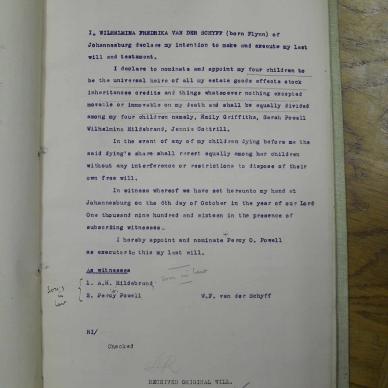 I, WILHELMINA FREDRIKA VAN DER SCHYFF (born Flynn) of
Johannesburg declare my intention to make and execute my last
will and testament.
I declare to nominate and appoint my four children to
be the universal heirs of all my estate goods effects stock
inheritances credits and things whatsoever nothing excepted
movable or immovable on my death and shall be equally divided
among my four children namely, Emily Griffiths, Sarah Powell
Wilhelmina Hildebrand, Jennie Cottrill.
In the event of any of my children dying before me the
said dying's share shall revert equally among her children
without any interference or restrictions to dispose of their
own free will.
In witness whereof we have set hereunto my hand at
Johannesburg on the 6th day of October in the year of our Lord
One thousand nine hundred and sixteen in the presence of
subscribing witnesses.
I hereby appoint and nominate Percy O. Powell
as executor to this my last will.
As witnesses
1. A.H. Hildebrand
son in law
2. Percy Powell W.F. van der Schyff
sons in law
Checked
RECEIVED ORIGINAL WILL.